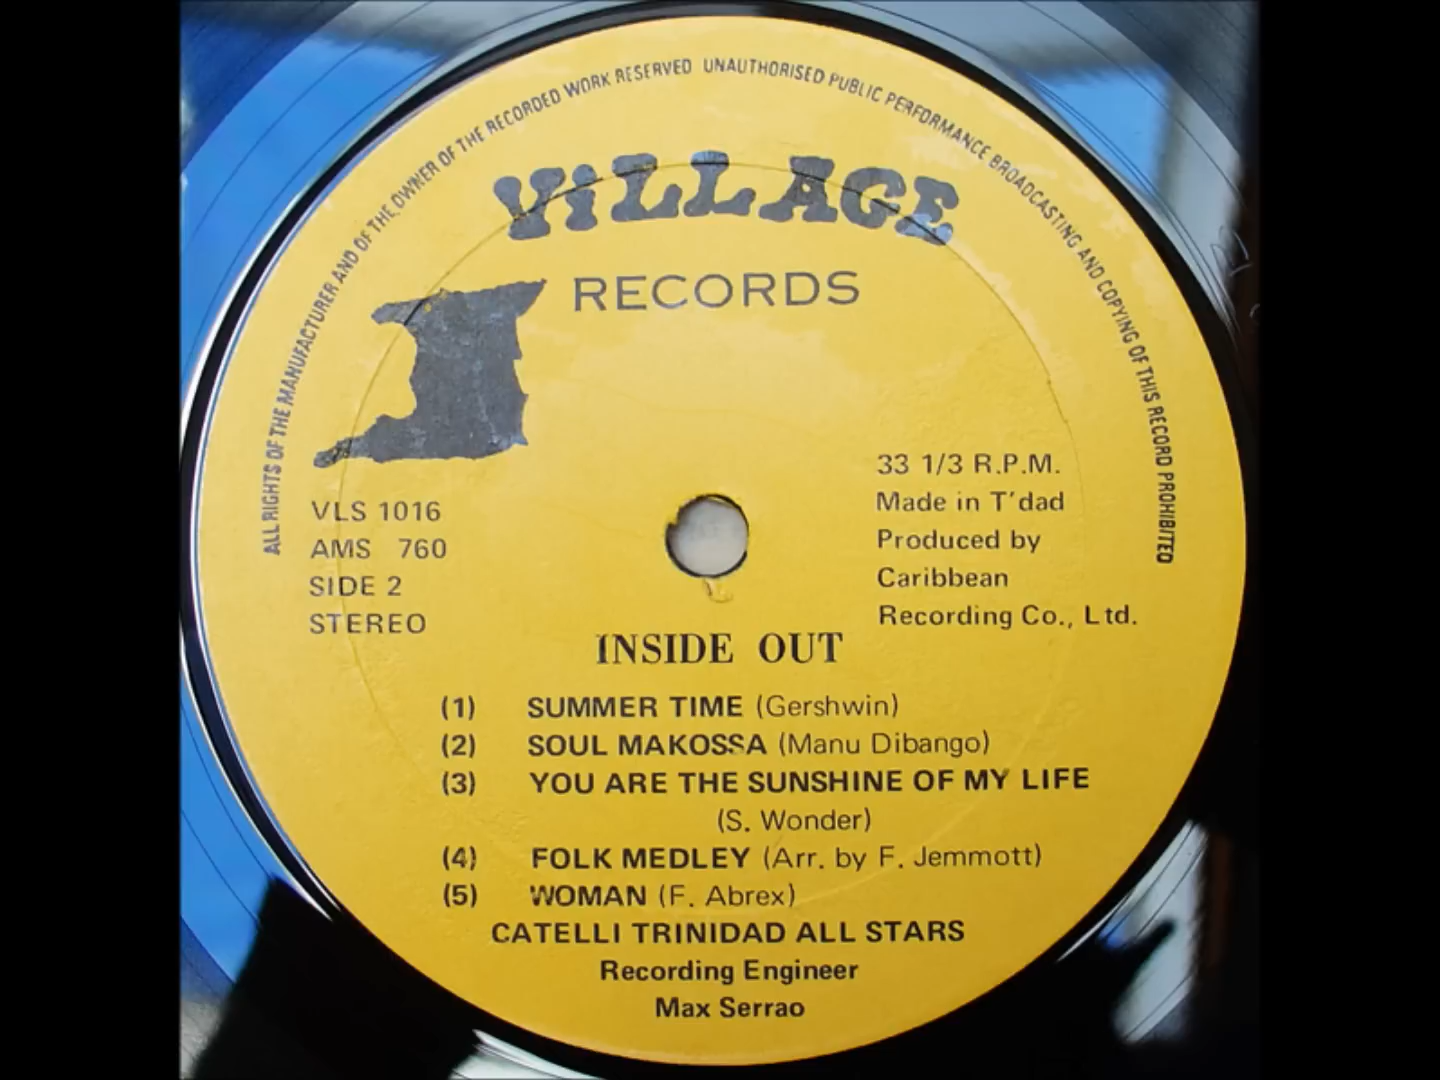 ALL RIGHTS OF THE MANUFACTURER AND OF THE OWNER OF THE RECORDED WORK RESERVED UNAUTHORISED PUBLIC PERFORMANCE BROADCASTING AND COPYING OF THIS RECORD PROHIBITED
ViLLAGE
RECORDS
VLS 1016
AMS 760
SIDE 2
STEREO
33 1/3 R.P.M.
Made in T'dad
Produced by
Caribbean
Recording Co., Ltd.
INSIDE OUT
(1) SUMMER TIME (Gershwin)
(2) SOUL MAKOSSA (Manu Dibango)
(3) YOU ARE THE SUNSHINE OF MY LIFE
(S. Wonder)
(4) FOLK MEDLEY (Arr. by F. Jemmott)
(5) WOMAN (F. Abrex)
CATELLI TRINIDAD ALL STARS
Recording Engineer
Max Serrao